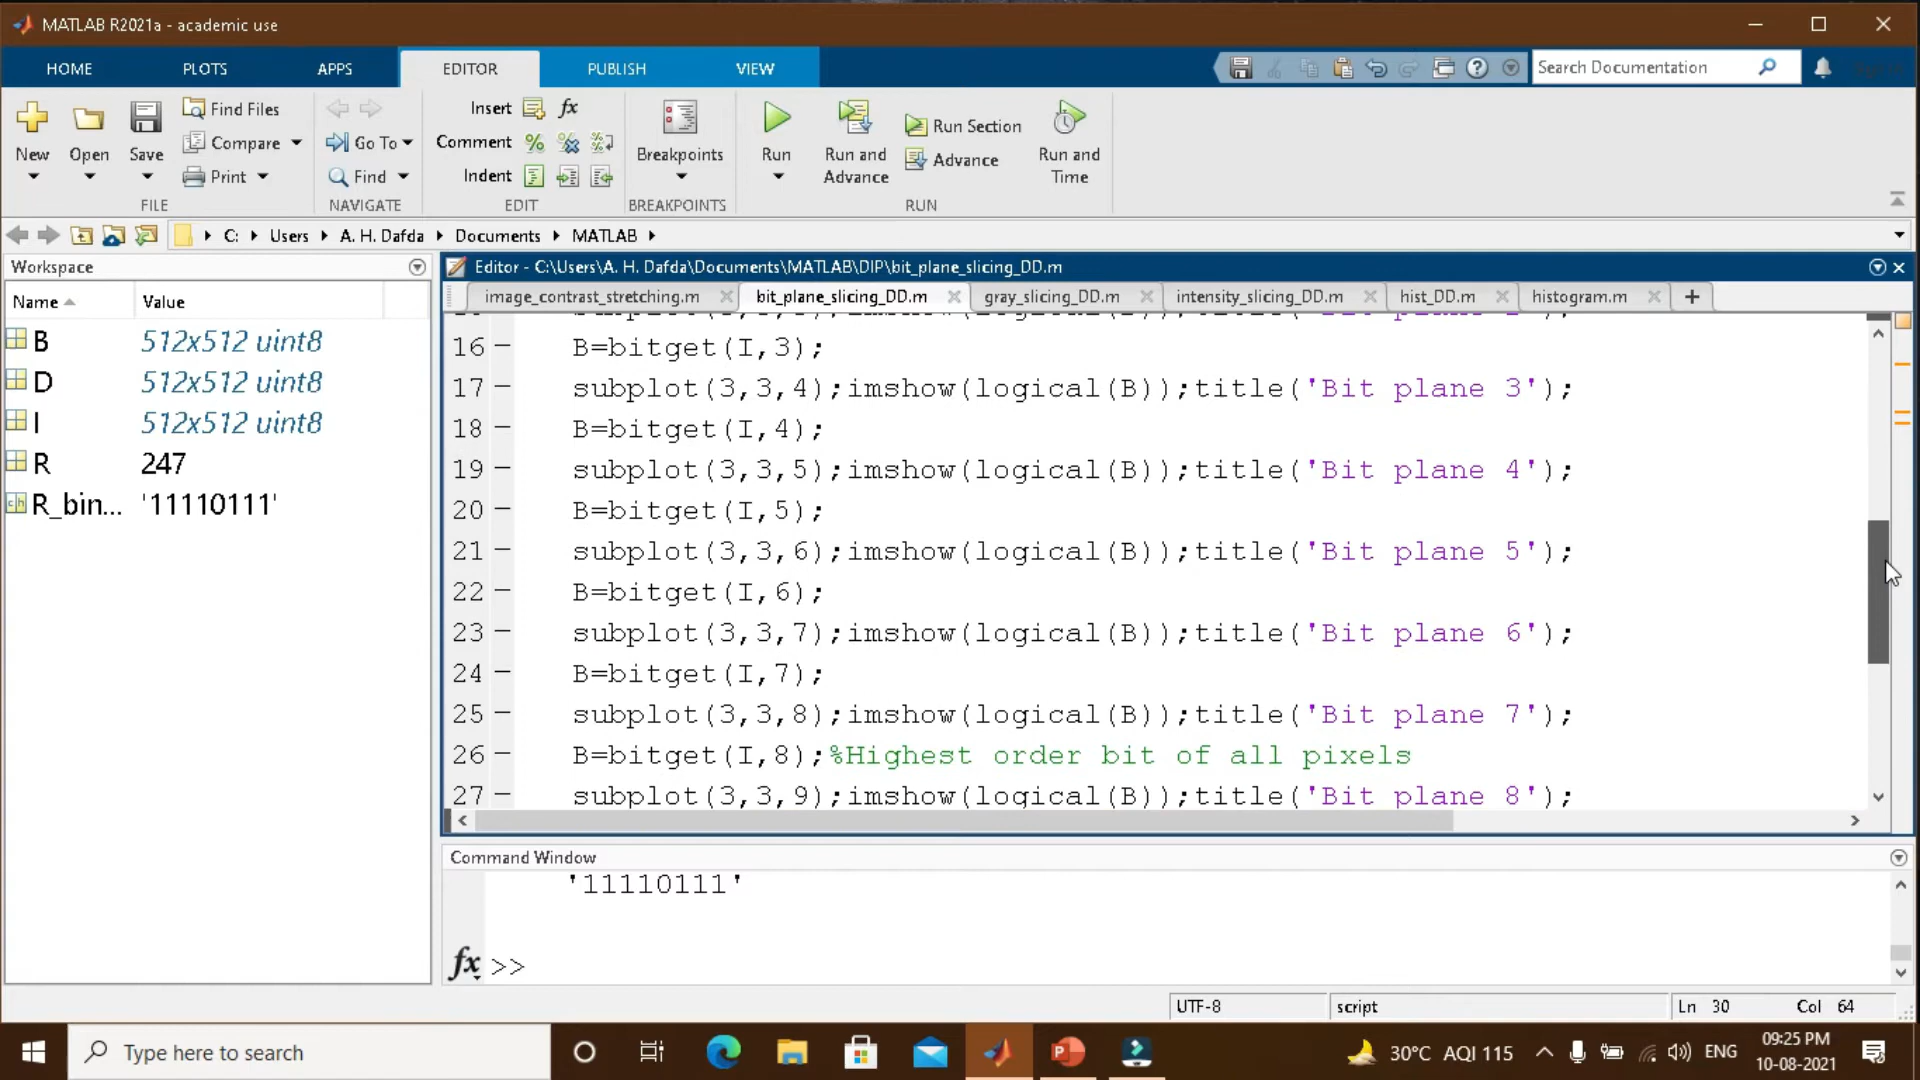 MATLAB R2021a - academic use
HOME PLOTS APPS EDITOR PUBLISH VIEW
Search Documentation
New Open Save Find Files Compare Print
FILE
Go To Find
NAVIGATE
Insert fx
Comment
Indent
EDIT
Breakpoints
BREAKPOINTS
Run Run and Advance Run Section Advance Run and Time
RUN
C: Users A. H. Dafda Documents MATLAB
Workspace
Name Value
B 512x512 uint8
D 512x512 uint8
I 512x512 uint8
R 247
R_bin... '11110111'
Editor - C:\Users\A. H. Dafda\Documents\MATLAB\DIP\bit_plane_slicing_DD.m
image_contrast_stretching.m bit_plane_slicing_DD.m gray_slicing_DD.m intensity_slicing_DD.m hist_DD.m histogram.m
16 B=bitget(I,3);
17 subplot(3,3,4);imshow(logical(B));title('Bit plane 3');
18 B=bitget(I,4);
19 subplot(3,3,5);imshow(logical(B));title('Bit plane 4');
20 B=bitget(I,5);
21 subplot(3,3,6);imshow(logical(B));title('Bit plane 5');
22 B=bitget(I,6);
23 subplot(3,3,7);imshow(logical(B));title('Bit plane 6');
24 B=bitget(I,7);
25 subplot(3,3,8);imshow(logical(B));title('Bit plane 7');
26 B=bitget(I,8);%Highest order bit of all pixels
27 subplot(3,3,9);imshow(logical(B));title('Bit plane 8');
Command Window
'11110111'
fx >>
UTF-8 script Ln 30 Col 64
Type here to search
30°C AQI 115 ENG
09:25 PM
10-08-2021